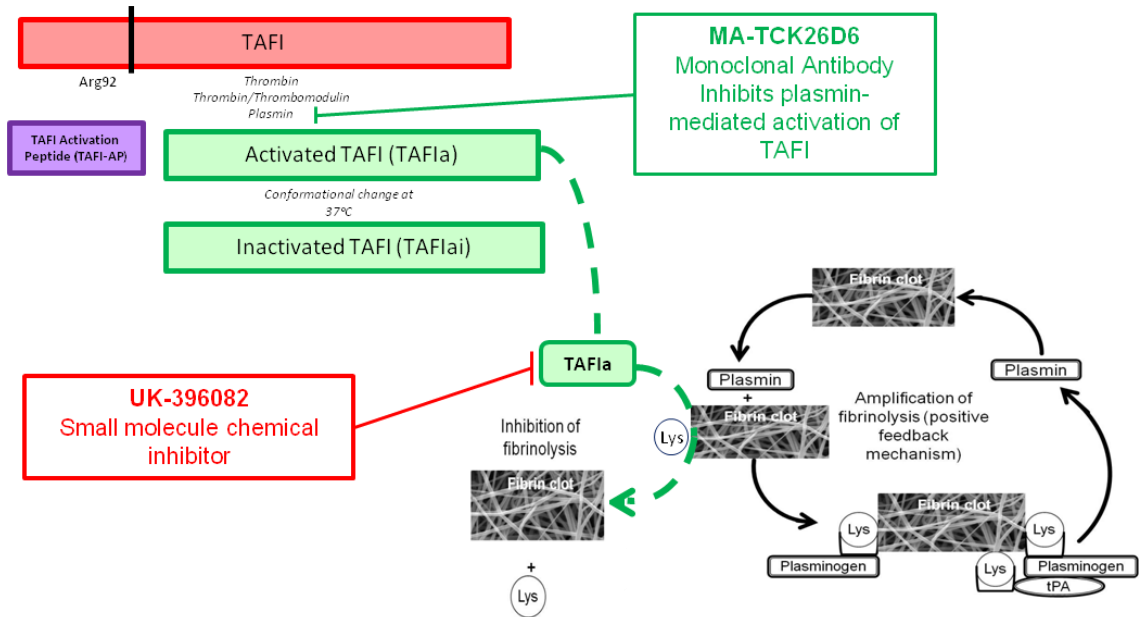 TAFI
Arg92
Thrombin
Thrombin/Thrombomodulin
Plasmin
TAFI Activation
Peptide (TAFI-AP)
Activated TAFI (TAFIa)
Conformational change at
37°C
Inactivated TAFI (TAFIai)
MA-TCK26D6
Monoclonal Antibody
Inhibits plasmin-
mediated activation of
TAFI
UK-396082
Small molecule chemical
inhibitor
TAFIa
Inhibition of
fibrinolysis
Fibrin clot
+
Lys
Lys
Fibrin clot
Plasmin
+
Fibrin clot
Amplification of
fibrinolysis (positive
feedback
mechanism)
Plasmin
Fibrin clot
Lys
Plasminogen
Lys
Lys
Plasminogen
tPA